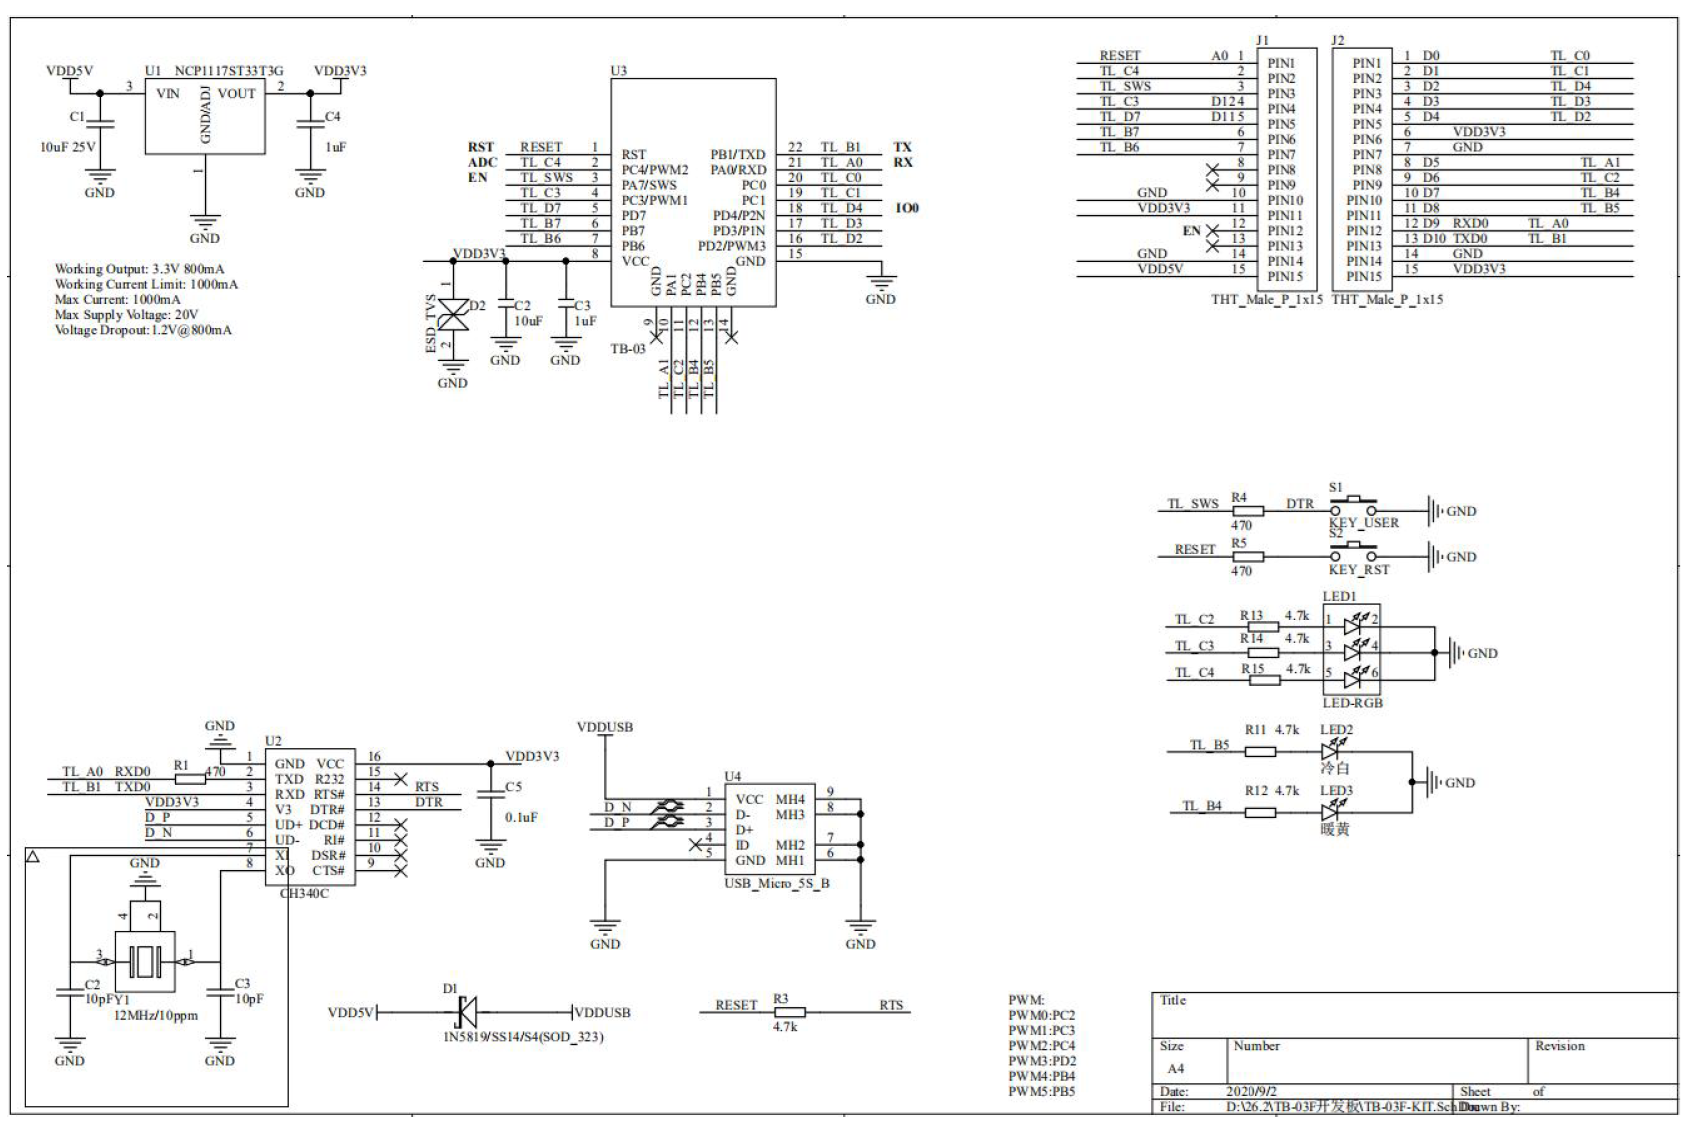 VDD5V
U1 NCP1117ST33T3G
VDD3V3
3 VIN VOUT 2
GND/ADJ
1
C1
10uF 25V
C4
1uF
GND
GND
GND
Working Output: 3.3V 800mA
Working Current Limit: 1000mA
Max Current: 1000mA
Max Supply Voltage: 20V
Voltage Dropout:1.2V@800mA
U3
RST RESET 1 RST
ADC TL_C4 2 PC4/PWM2
EN TL_SWS 3 PA7/SWS
TL_C3 4 PC3/PWM1
TL_D7 5 PD7
TL_B7 6 PB7
TL_B6 7 PB6
VDD3V3 8 VCC
PB1/TXD 22 TL_B1 TX
PA0/RXD 21 TL_A0 RX
PC0 20 TL_C0
PC1 19 TL_C1
PD4/P2N 18 TL_D4 IO0
PD3/P1N 17 TL_D3
PD2/PWM3 16 TL_D2
GND 15
GND
GND PA1 PC2 PB4 PB5 GND
9 10 11 12 13 14
TL_A1 TL_C2 TL_B4 TL_B5
TB-03
1
D2
ESD_TVS
2
GND
C2
10uF
GND
C3
1uF
GND
J1
RESET A0 1 PIN1
TL_C4 2 PIN2
TL_SWS 3 PIN3
TL_C3 D12 4 PIN4
TL_D7 D11 5 PIN5
TL_B7 6 PIN6
TL_B6 7 PIN7
8 PIN8
9 PIN9
GND 10 PIN10
VDD3V3 11 PIN11
EN 12 PIN12
13 PIN13
GND 14 PIN14
VDD5V 15 PIN15
THT_Male_P_1x15
J2
PIN1 1 D0 TL_C0
PIN2 2 D1 TL_C1
PIN3 3 D2 TL_D4
PIN4 4 D3 TL_D3
PIN5 5 D4 TL_D2
PIN6 6 VDD3V3
PIN7 7 GND
PIN8 8 D5 TL_A1
PIN9 9 D6 TL_C2
PIN10 10 D7 TL_B4
PIN11 11 D8 TL_B5
PIN12 12 D9 RXD0 TL_A0
PIN13 13 D10 TXD0 TL_B1
PIN14 14 GND
PIN15 15 VDD3V3
THT_Male_P_1x15
TL_SWS R4 DTR S1 GND
470 KEY_USER
RESET R5 S2 GND
470 KEY_RST
LED1
TL_C2 R13 4.7k 1 2
TL_C3 R14 4.7k 3 4 GND
TL_C4 R15 4.7k 5 6
LED-RGB
TL_B5 R11 4.7k LED2
冷白
GND
TL_B4 R12 4.7k LED3
暖黄
GND
U2
1 GND VCC 16 VDD3V3
TL_A0 RXD0 R1 470 2 TXD R232 15
TL_B1 TXD0 3 RXD RTS# 14 RTS
VDD3V3 4 V3 DTR# 13 DTR
D_P 5 UD+ DCD# 12
D_N 6 UD- RI# 11
7 XI DSR# 10
8 XO CTS# 9
CH340C
C5
0.1uF
GND
GND
4 2
3 1
C2
10pF
Y1
12MHz/10ppm
C3
10pF
GND
GND
VDDUSB
U4
1 VCC MH4 9
D_N 2 D- MH3 8
D_P 3 D+
4 ID MH2 7
5 GND MH1 6
USB_Micro_5S_B
GND
GND
D1
VDD5V VDDUSB
1N5819/SS14/S4(SOD_323)
RESET R3 RTS
4.7k
PWM:
PWM0:PC2
PWM1:PC3
PWM2:PC4
PWM3:PD2
PWM4:PB4
PWM5:PB5
Title
Size Number Revision
A4
Date: 2020/9/2 Sheet of
File: D:\26.2\TB-03F开发板\TB-03F-KIT.SchDoc Drawn By: